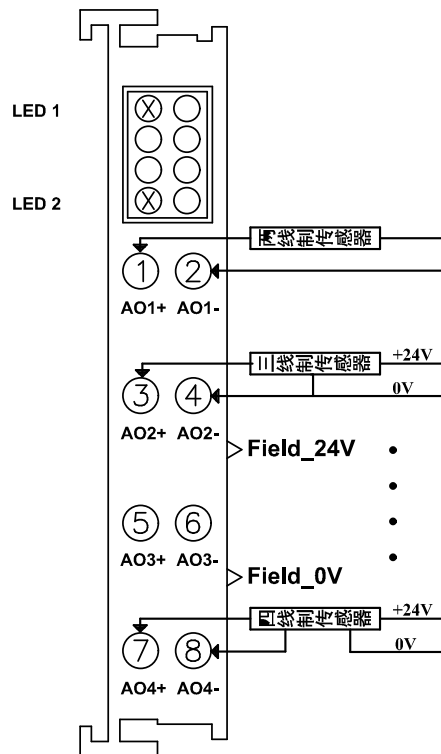 LED 1
LED 2
两线制传感器
① ②
AO1+ AO1-
三线制传感器 +24V
③ ④ 0V
AO2+ AO2-
Field_24V
⑤ ⑥
AO3+ AO3-
Field_0V
四线制传感器 +24V
⑦ ⑧ 0V
AO4+ AO4-